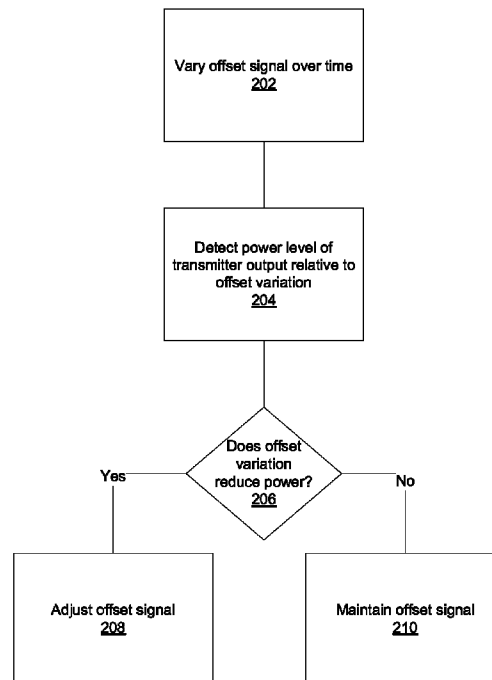 Vary offset signal over time
202
Detect power level of
transmitter output relative to
offset variation
204
Does offset
variation
reduce power?
206
Yes
No
Adjust offset signal
208
Maintain offset signal
210